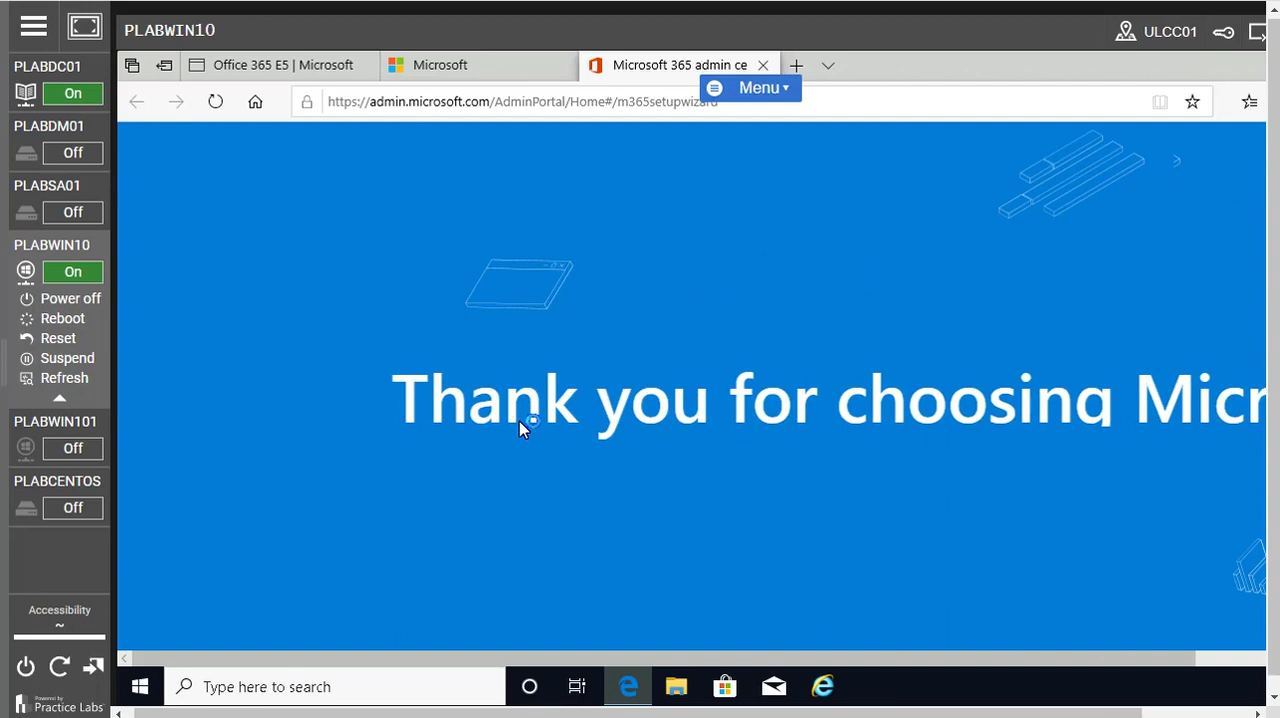 PLABWIN10
ULCC01
PLABDC01
On
PLABDM01
Off
PLABSA01
Off
PLABWIN10
On
Power off
Reboot
Reset
Suspend
Refresh
PLABWIN101
Off
PLABCENTOS
Off
Accessibility
Powered by
Practice Labs
Office 365 E5 | Microsoft
Microsoft
Microsoft 365 admin ce
Menu
https://admin.microsoft.com/AdminPortal/Home#/m365setupwizard
Thank you for choosing Micr
Type here to search